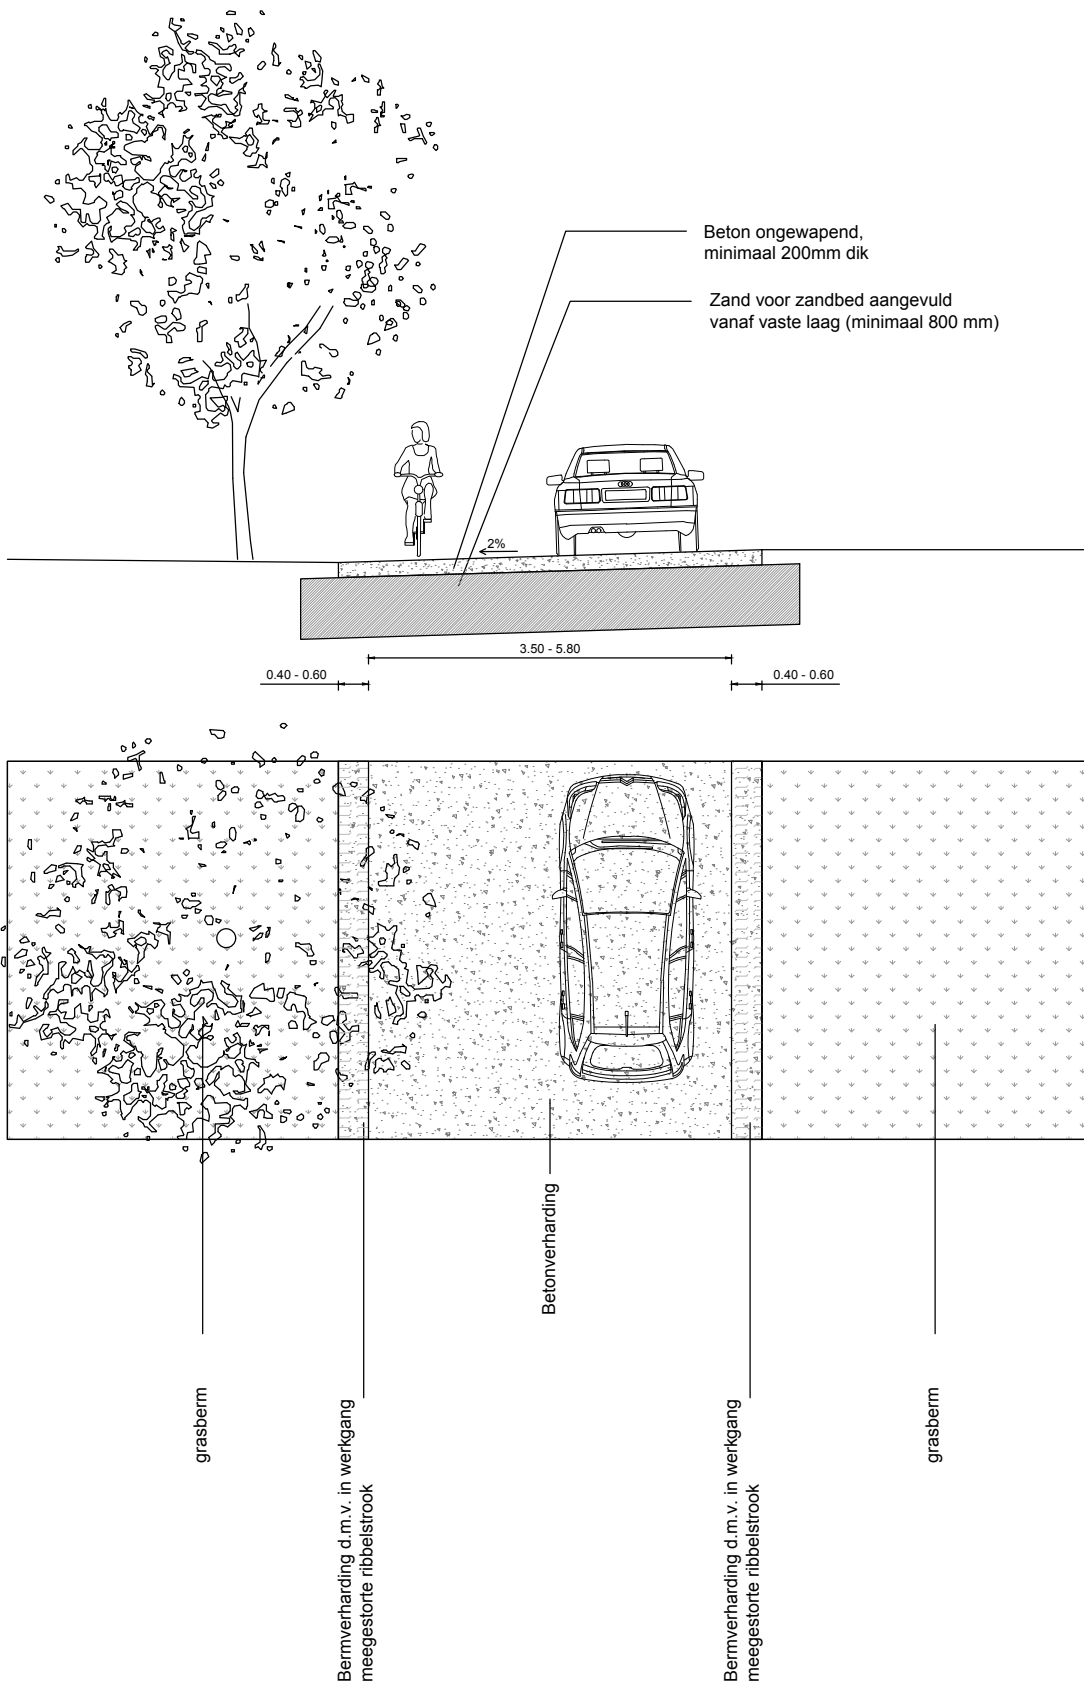 Beton ongewapend,
minimaal 200mm dik
Zand voor zandbed aangevuld
vanaf vaste laag (minimaal 800 mm)
2%
3.50 - 5.80
0.40 - 0.60
0.40 - 0.60
grasberm
Bermverharding d.m.v. in werkgang
meegestorte ribbelstrook
Betonverharding
Bermverharding d.m.v. in werkgang
meegestorte ribbelstrook
grasberm